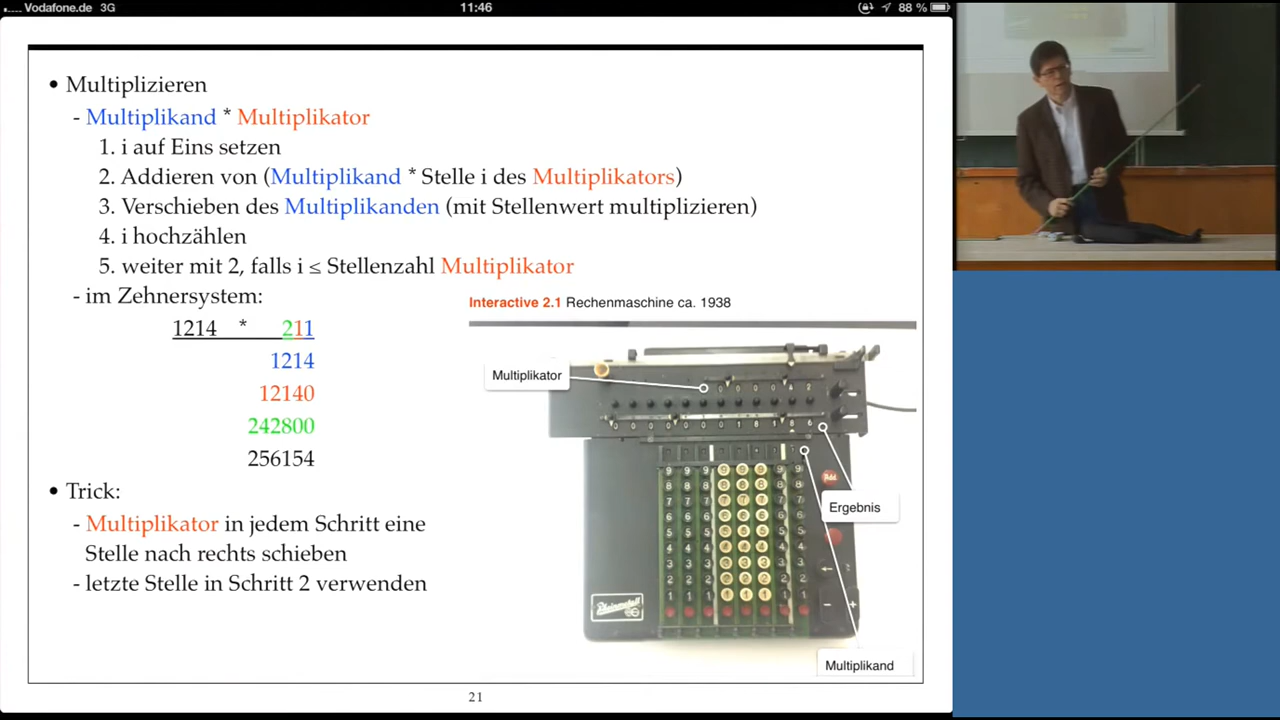 Vodafone.de 3G 11:46 88 %
• Multiplizieren
- Multiplikand * Multiplikator
1. i auf Eins setzen
2. Addieren von (Multiplikand * Stelle i des Multiplikators)
3. Verschieben des Multiplikanden (mit Stellenwert multiplizieren)
4. i hochzählen
5. weiter mit 2, falls i ≤ Stellenzahl Multiplikator
- im Zehnersystem:
1214 * 211
1214
12140
242800
256154
• Trick:
- Multiplikator in jedem Schritt eine
Stelle nach rechts schieben
- letzte Stelle in Schritt 2 verwenden
Interactive 2.1 Rechenmaschine ca. 1938
Multiplikator
Ergebnis
Rheinmetall
Multiplikand
21